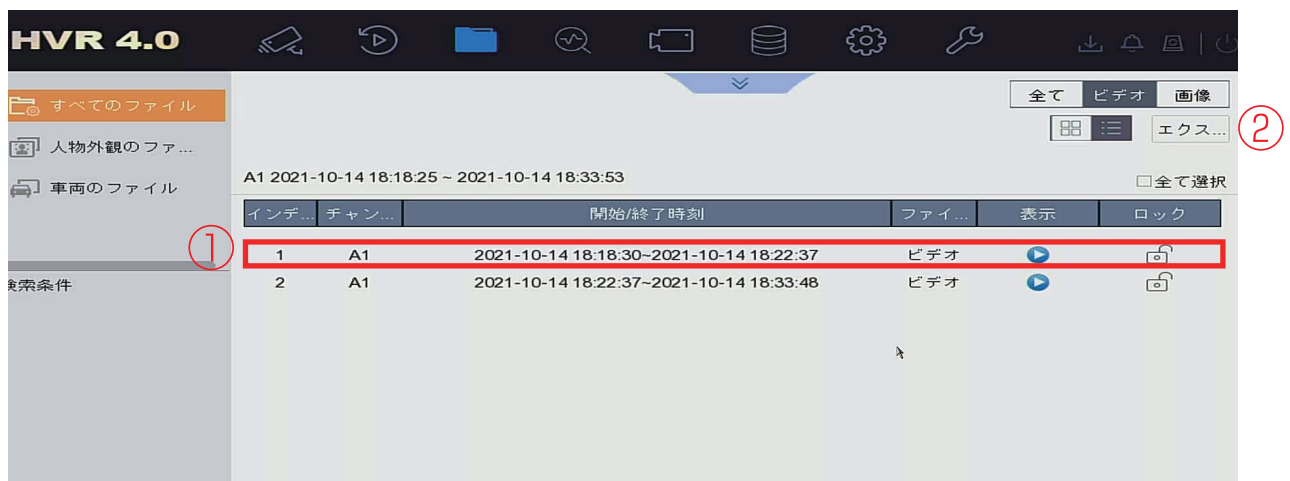 HVR 4.0
すべてのファイル
人物外観のファ...
車両のファイル
検索条件
全て ビデオ 画像
エクス...
②
A1 2021-10-14 18:18:25 ~ 2021-10-14 18:33:53
全て選択
インデ... チャン... 開始/終了時刻 ファイ... 表示 ロック
①
1 A1 2021-10-14 18:18:30~2021-10-14 18:22:37 ビデオ
2 A1 2021-10-14 18:22:37~2021-10-14 18:33:48 ビデオ